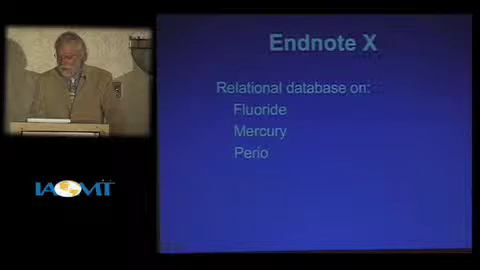 Endnote X
Relational database on:
Fluoride
Mercury
Perio
IAOMT